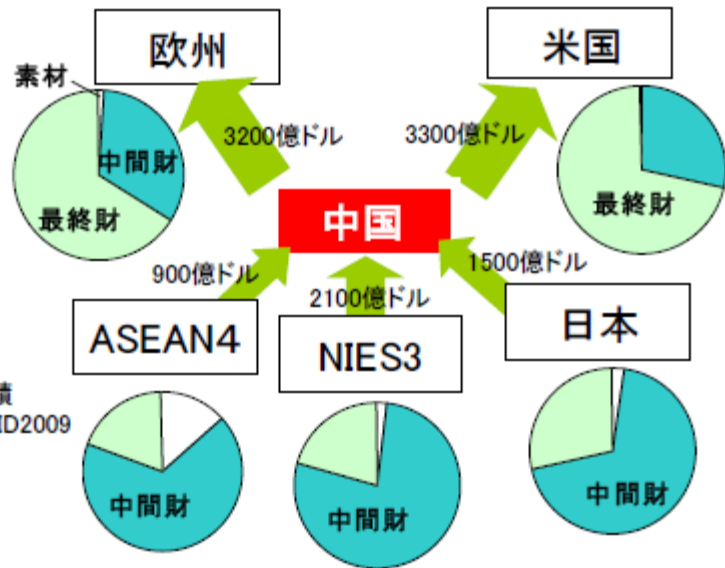 欧州
米国
素材
3200億ドル
3300億ドル
中間財
最終財
最終財
中国
900億ドル
2100億ドル
1500億ドル
ASEAN4
NIES3
日本
積
ID2009
中間財
中間財
中間財